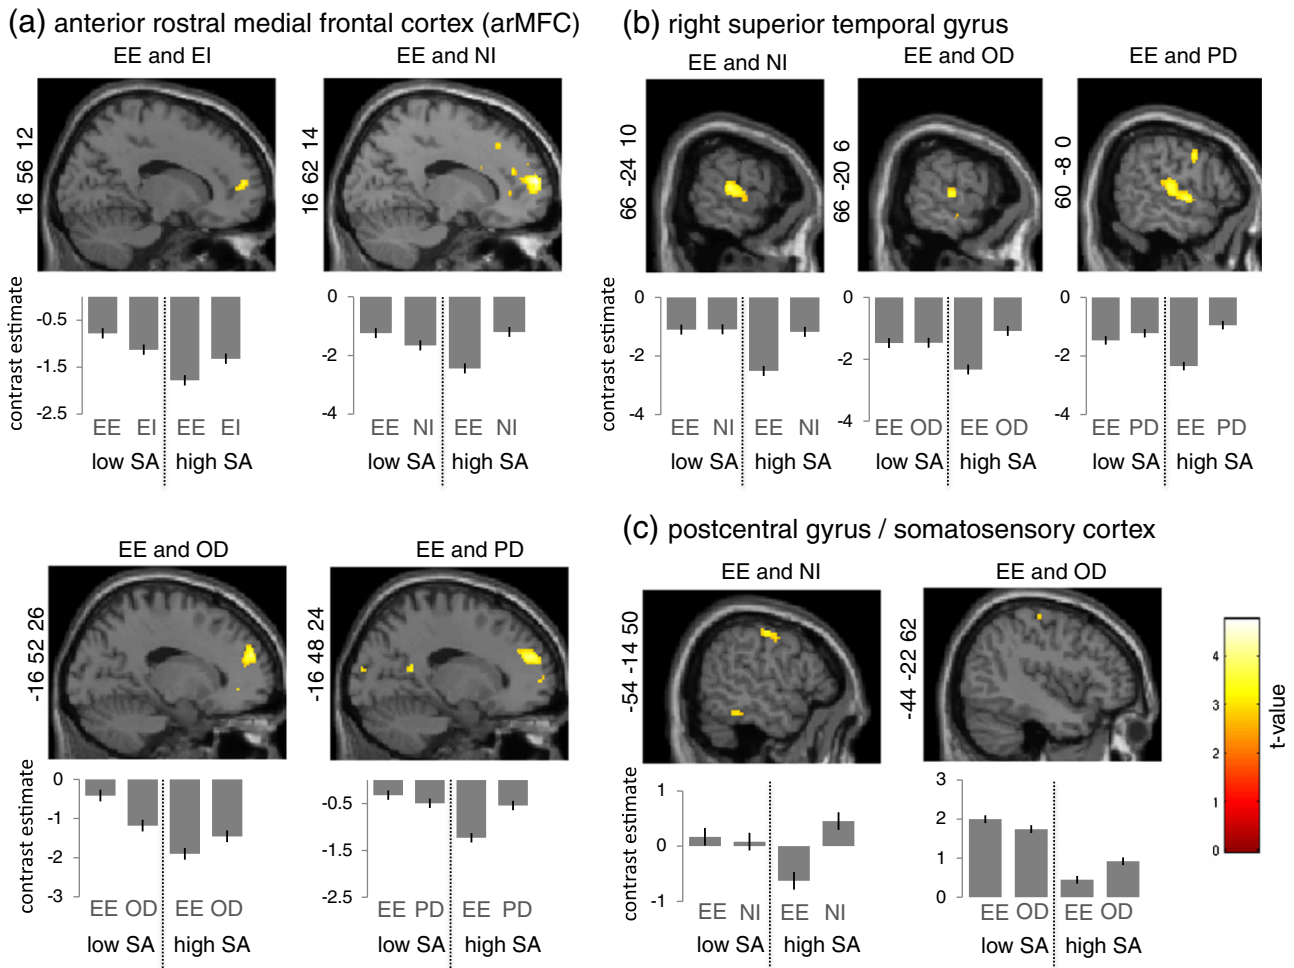 (a) anterior rostral medial frontal cortex (arMFC)
EE and EI
16 56 12
contrast estimate
-0.5
-1.5
-2.5
EE EI EE EI
low SA high SA
EE and NI
16 62 14
0
-2
-4
EE NI EE NI
low SA high SA
EE and OD
-16 52 26
contrast estimate
0
-1
-2
-3
EE OD EE OD
low SA high SA
EE and PD
-16 48 24
-0.5
-1.5
-2.5
EE PD EE PD
low SA high SA
(b) right superior temporal gyrus
EE and NI
66 -24 10
contrast estimate
0
-2
-4
EE NI EE NI
low SA high SA
EE and OD
66 -20 6
0
-2
-4
EE OD EE OD
low SA high SA
EE and PD
60 -8 0
0
-2
-4
EE PD EE PD
low SA high SA
(c) postcentral gyrus / somatosensory cortex
EE and NI
-54 -14 50
contrast estimate
1
0
-1
EE NI EE NI
low SA high SA
EE and OD
-44 -22 62
3
2
1
0
EE OD EE OD
low SA high SA
4
3
2
1
0
t-value